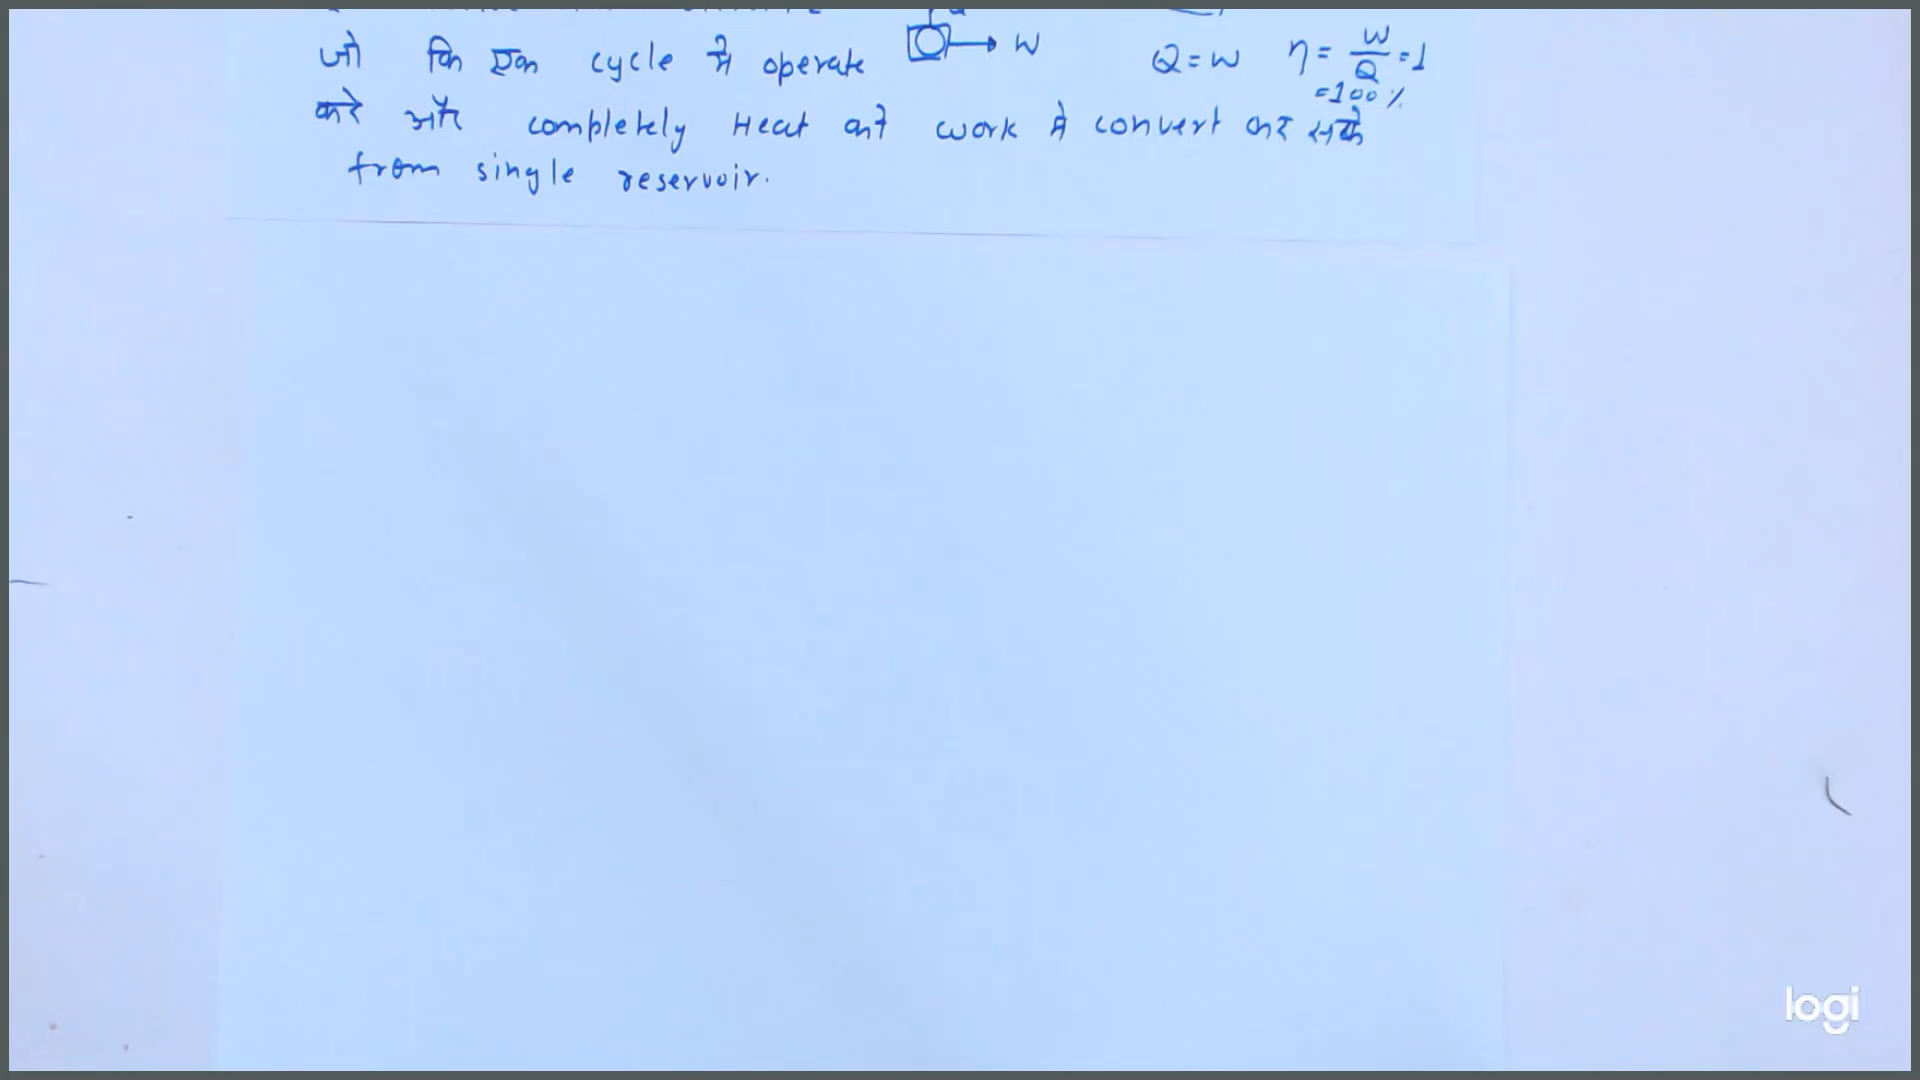 जो कि एक cycle में operate → W Q = W η = W/Q = 1
= 100 %
करे और completely Heat को work में convert कर सके
from single reservoir.
logi